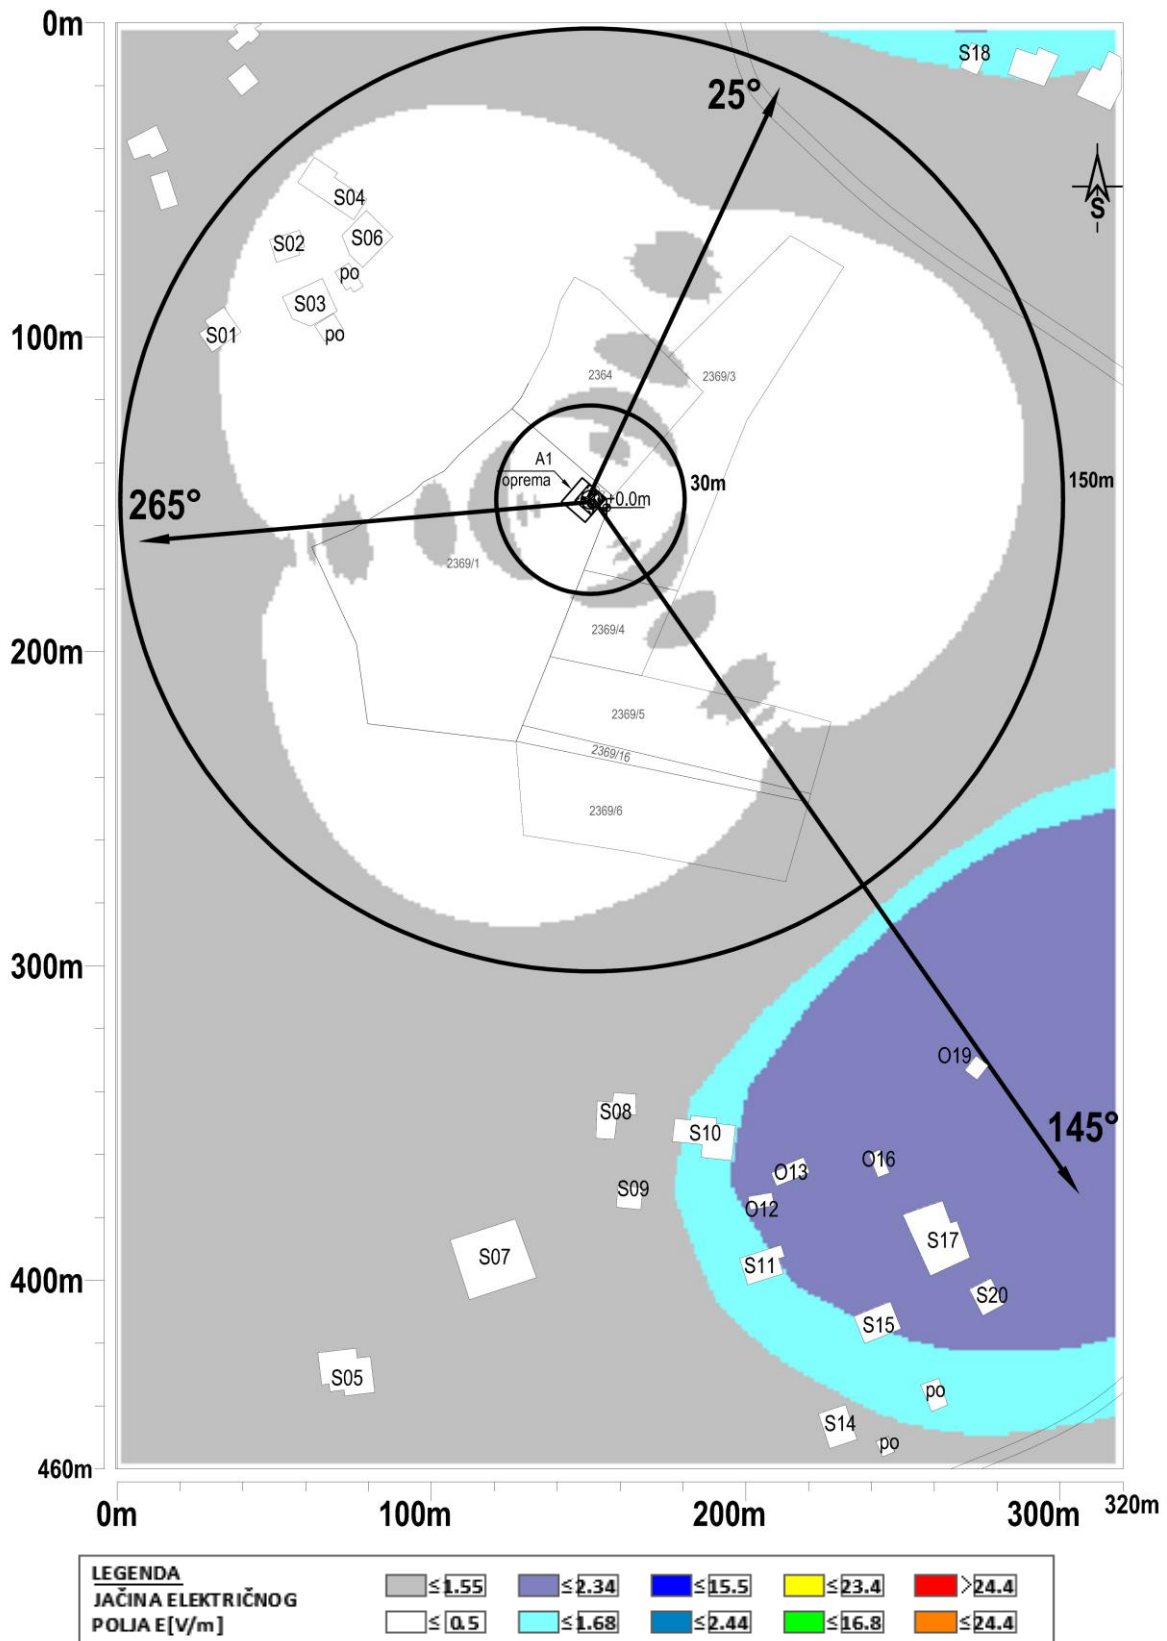 0m
S18
25°
S
S04
S02
S06
po
S03
100m
S01
po
2364
2369/3
A1
oprema
30m
150m
+0.0m
265°
2369/1
200m
2369/4
2369/5
2369/16
2369/6
300m
O19
145°
S08
S10
O16
O13
S09
O12
S17
S07
S11
400m
S20
S15
S05
po
S14
po
460m
0m
100m
200m
300m
320m
LEGENDA
JAČINA ELEKTRIČNOG
POLJA E[V/m]
≤1.55
≤2.34
≤15.5
≤23.4
>24.4
≤ 0.5
≤1.68
≤2.44
≤16.8
≤24.4